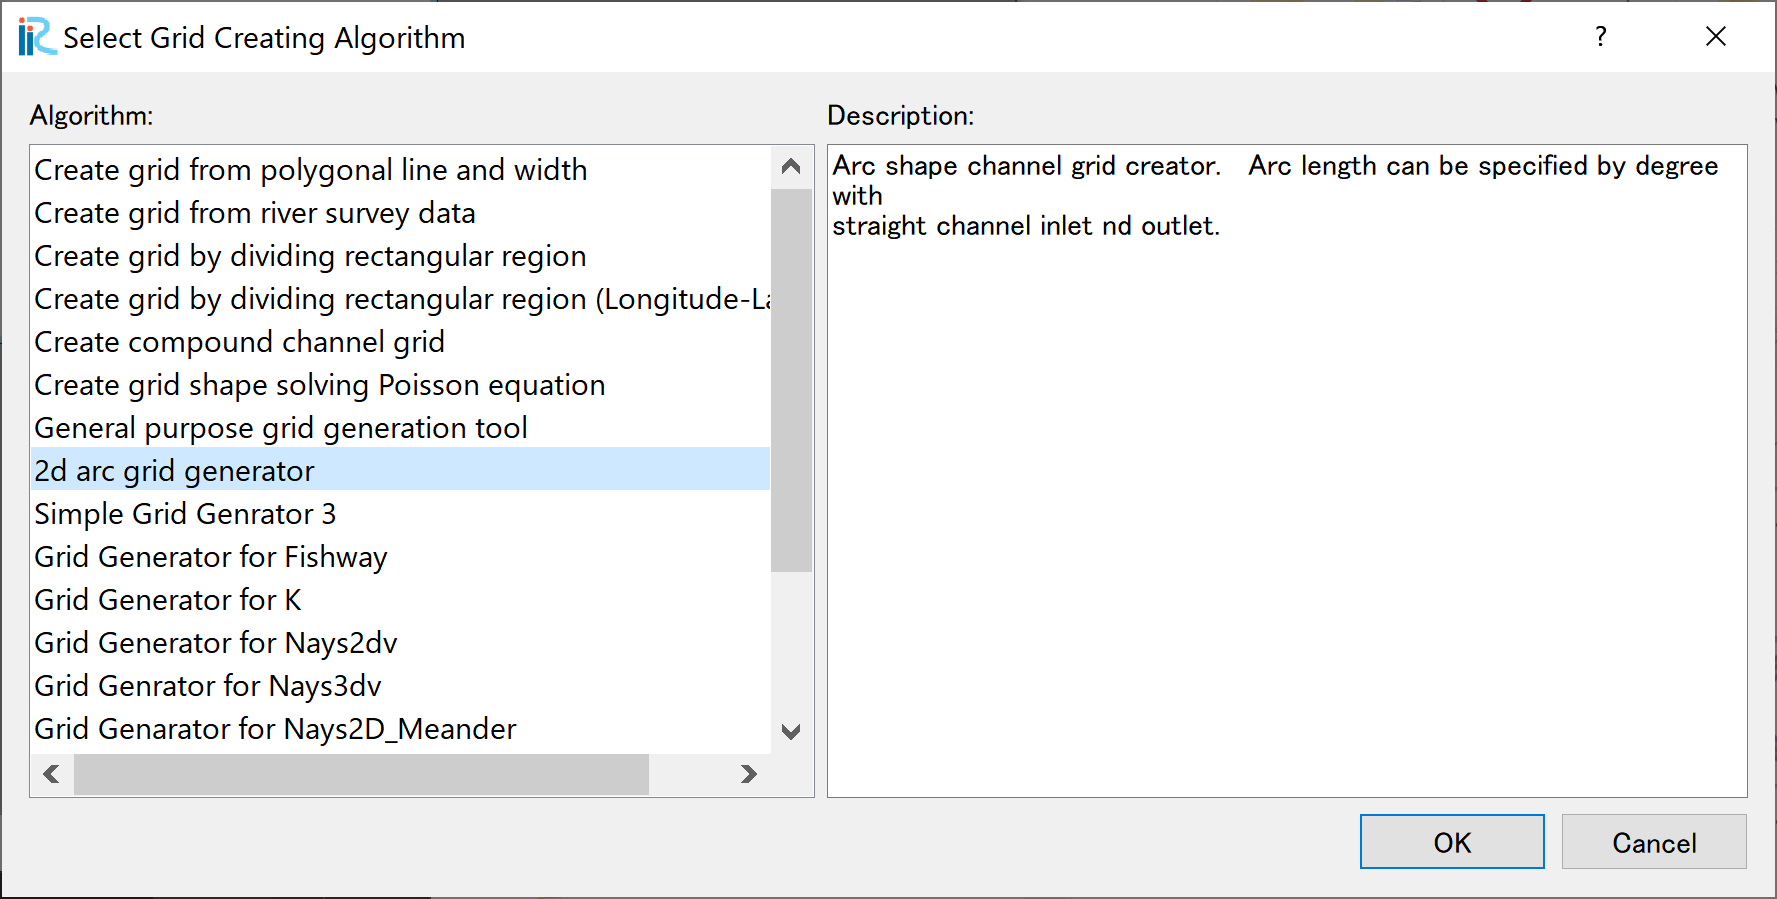 Select Grid Creating Algorithm
?
Algorithm:
Create grid from polygonal line and width
Create grid from river survey data
Create grid by dividing rectangular region
Create grid by dividing rectangular region (Longitude-La
Create compound channel grid
Create grid shape solving Poisson equation
General purpose grid generation tool
2d arc grid generator
Simple Grid Genrator 3
Grid Generator for Fishway
Grid Generator for K
Grid Generator for Nays2dv
Grid Genrator for Nays3dv
Grid Genarator for Nays2D_Meander
Description:
Arc shape channel grid creator.   Arc length can be specified by degree
with
straight channel inlet nd outlet.
OK
Cancel